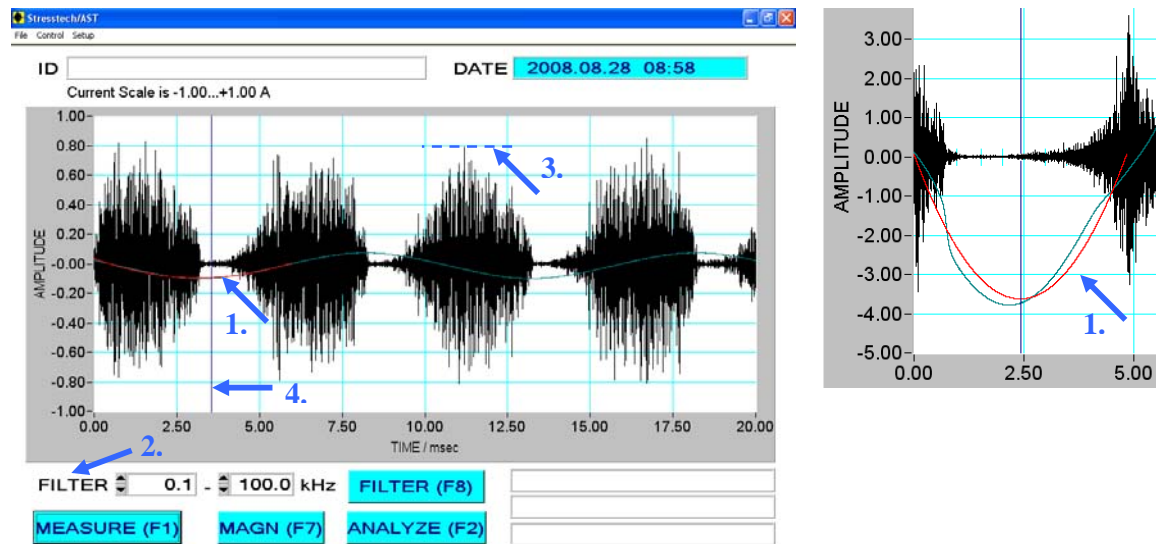 Stresstech/AST
File Control Setup
ID DATE 2008.08.28 08:58
Current Scale is -1.00...+1.00 A
AMPLITUDE
1.00
0.80
0.60
0.40
0.20
-0.00
-0.20
-0.40
-0.60
-0.80
-1.00
3.
1.
4.
0.00 2.50 5.00 7.50 10.00 12.50 15.00 17.50 20.00
TIME / msec
2.
FILTER 0.1 - 100.0 kHz FILTER (F8)
MEASURE (F1) MAGN (F7) ANALYZE (F2)
AMPLITUDE
3.00
2.00
1.00
0.00
-1.00
-2.00
-3.00
-4.00
-5.00
1.
0.00 2.50 5.00